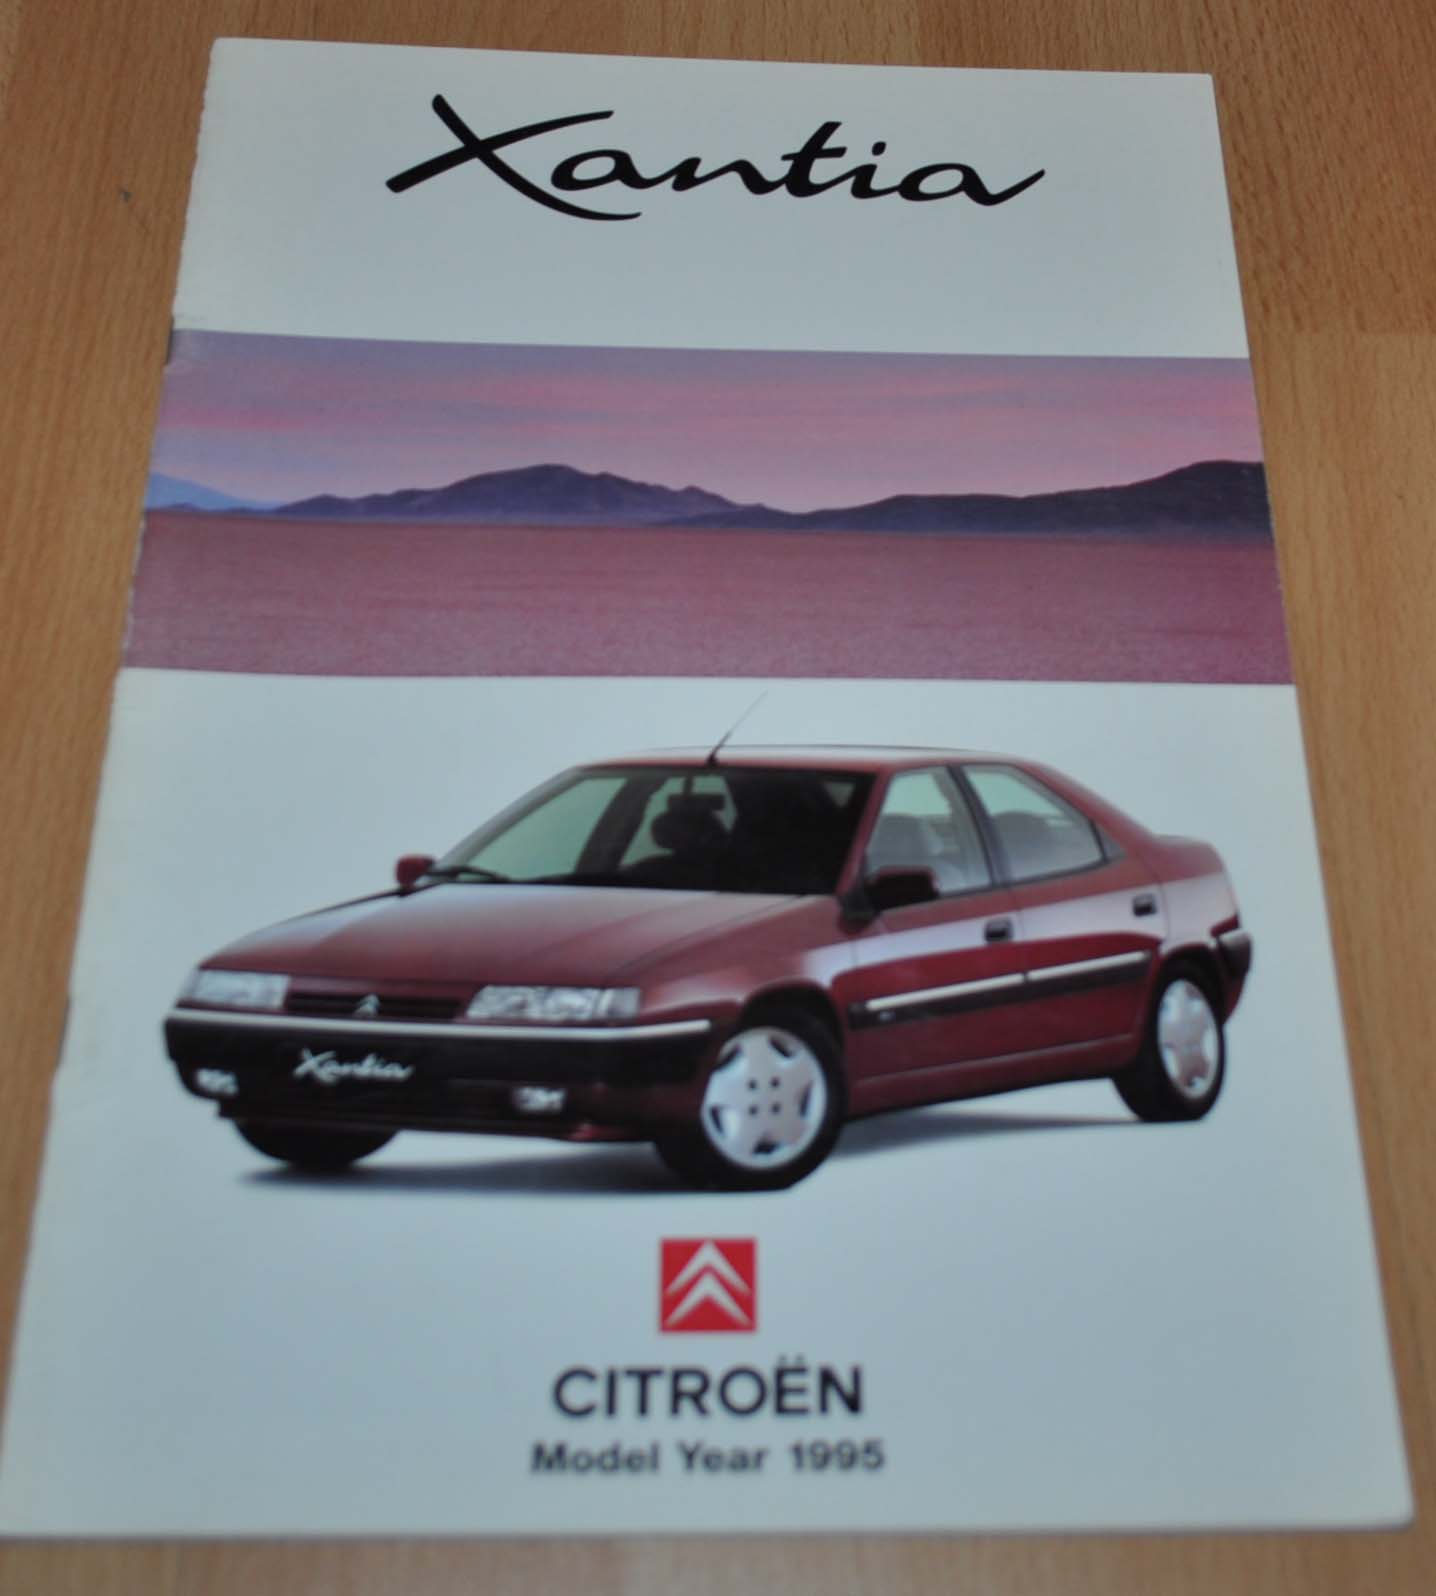 Xantia
Xantia
CITROËN
Model Year 1995